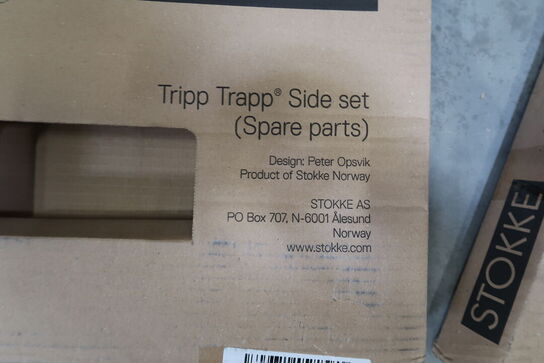 Tripp Trapp® Side set
(Spare parts)
Design: Peter Opsvik
Product of Stokke Norway
STOKKE AS
PO Box 707, N-6001 Ålesund
Norway
www.stokke.com
STOKKE